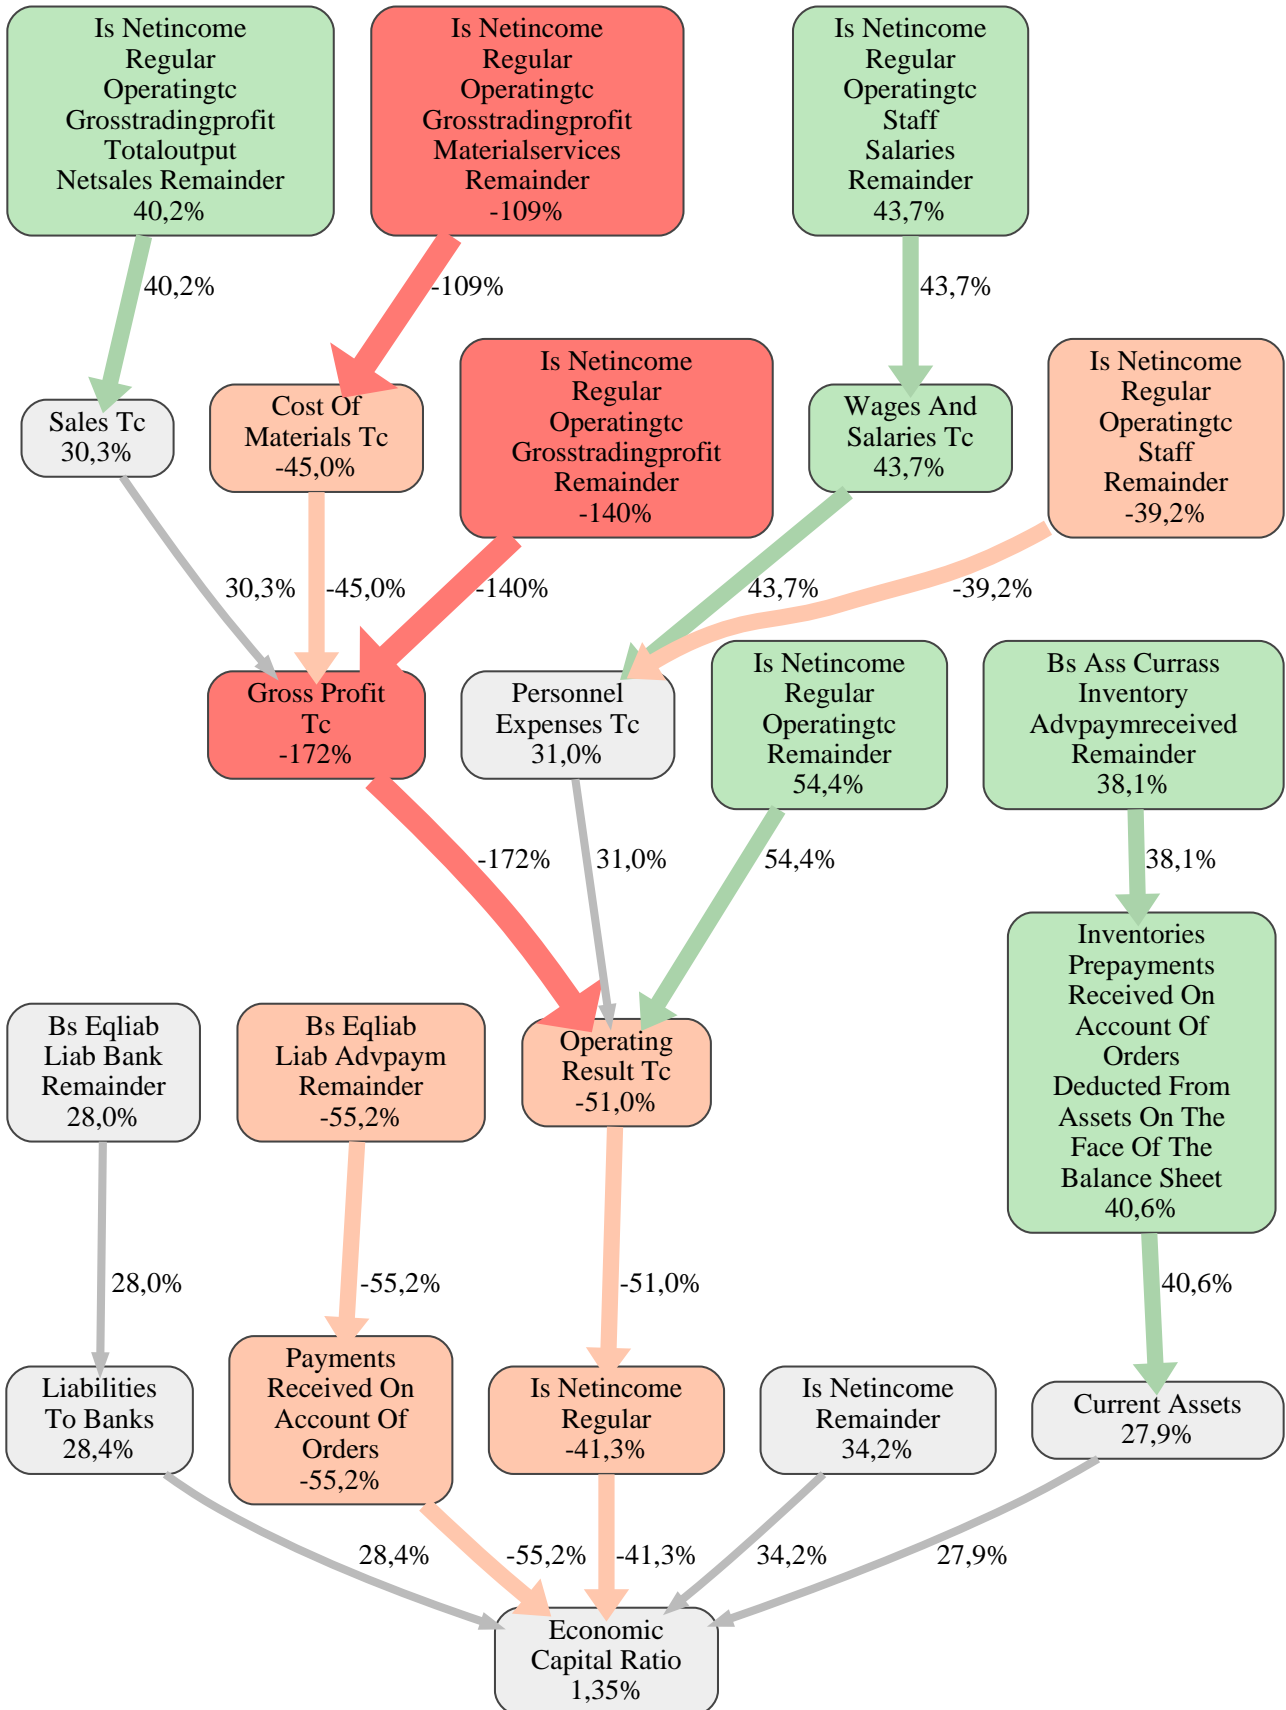 Is Netincome
Regular
Operatingtc
Grosstradingprofit
Totaloutput
Netsales Remainder
40,2%
Is Netincome
Regular
Operatingtc
Grosstradingprofit
Materialservices
Remainder
-109%
Is Netincome
Regular
Operatingtc
Staff
Salaries
Remainder
43,7%
40,2%
-109%
43,7%
Sales Tc
30,3%
Cost Of
Materials Tc
-45,0%
Is Netincome
Regular
Operatingtc
Grosstradingprofit
Remainder
-140%
Wages And
Salaries Tc
43,7%
Is Netincome
Regular
Operatingtc
Staff
Remainder
-39,2%
30,3%
-45,0%
-140%
43,7%
-39,2%
Gross Profit
Tc
-172%
Personnel
Expenses Tc
31,0%
Is Netincome
Regular
Operatingtc
Remainder
54,4%
Bs Ass Currass
Inventory
Advpaymreceived
Remainder
38,1%
-172%
31,0%
54,4%
38,1%
Bs Eqliab
Liab Bank
Remainder
28,0%
Bs Eqliab
Liab Advpaym
Remainder
-55,2%
Operating
Result Tc
-51,0%
Inventories
Prepayments
Received On
Account Of
Orders
Deducted From
Assets On The
Face Of The
Balance Sheet
40,6%
28,0%
-55,2%
-51,0%
40,6%
Liabilities
To Banks
28,4%
Payments
Received On
Account Of
Orders
-55,2%
Is Netincome
Regular
-41,3%
Is Netincome
Remainder
34,2%
Current Assets
27,9%
28,4%
-55,2%
-41,3%
34,2%
27,9%
Economic
Capital Ratio
1,35%